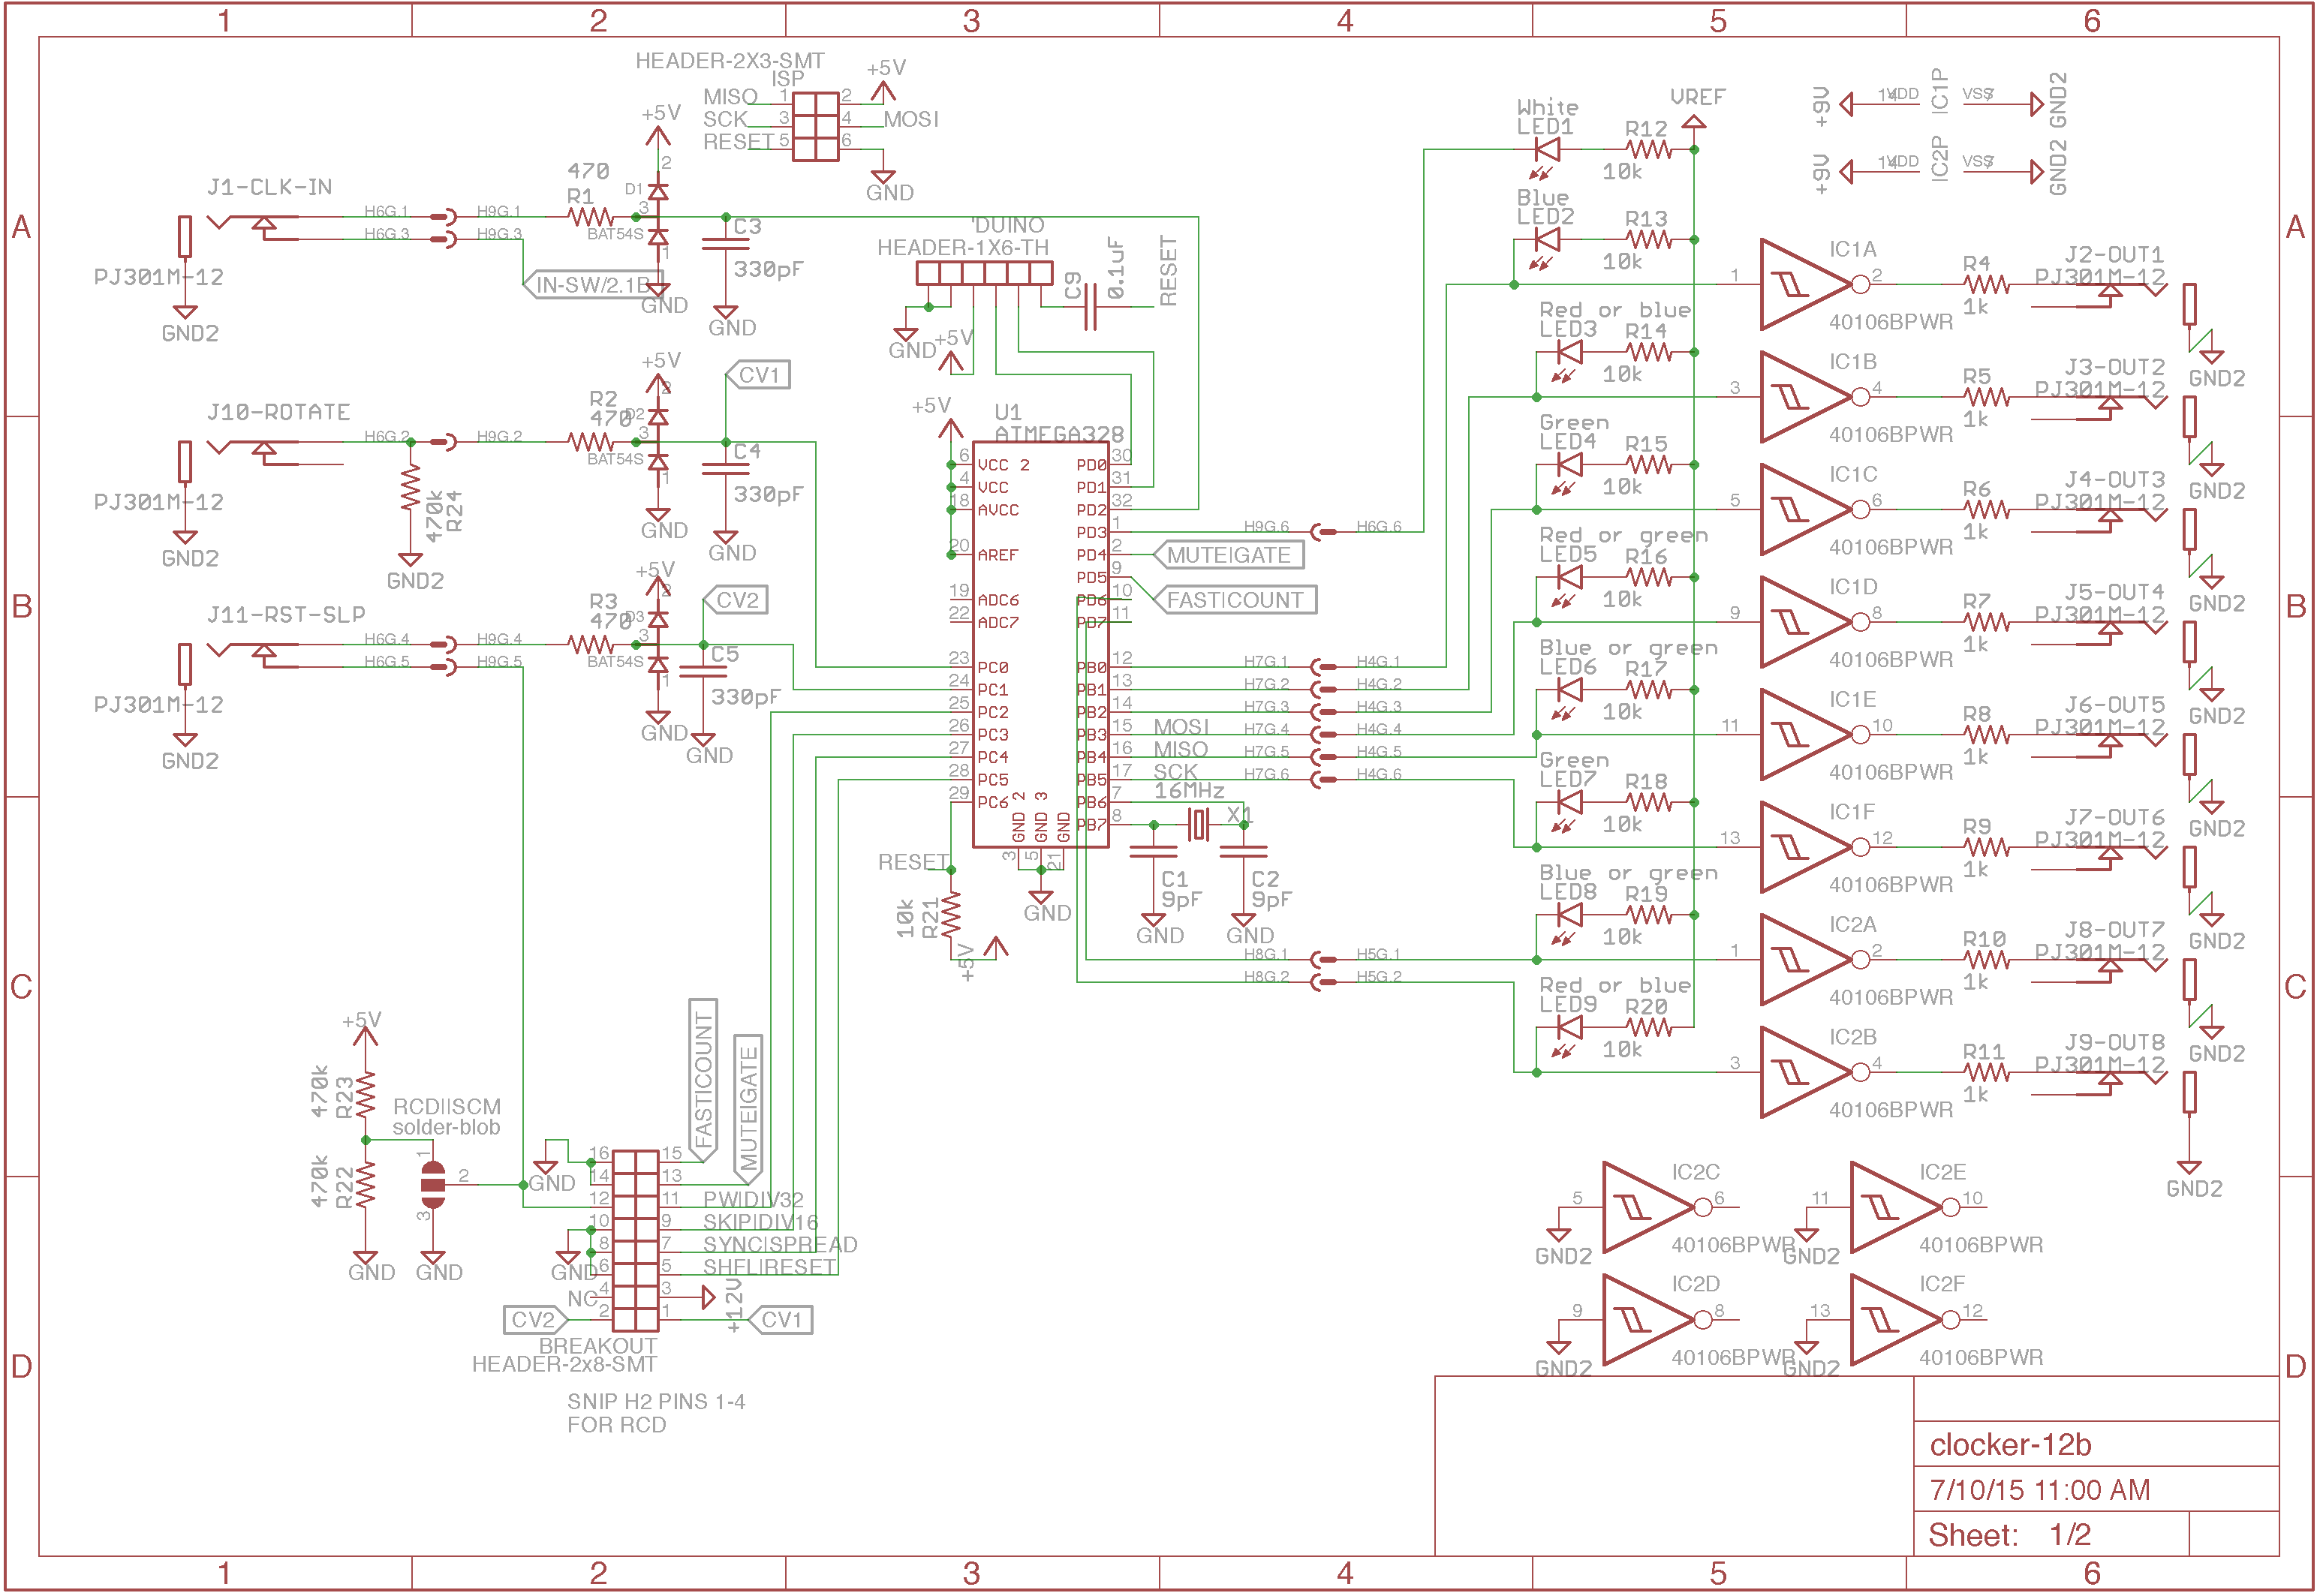 1 2 3 4 5 6
A A
B B
C C
D D
HEADER-2X3-SMT
ISP
MISO 1 2 +5V
SCK 3 4 MOSI
RESET 5 6
GND
J1-CLK-IN
PJ301M-12
GND2
H6G.1 H9G.1
H6G.3 H9G.3
IN-SW/2.1B
470
R1
+5V
2
D1
3
BAT54S
1
GND
C3
330pF
GND
'DUINO
HEADER-1X6-TH
GND
+5V
C9
0.1uF
RESET
J10-ROTATE
PJ301M-12
GND2
H6G.2 H9G.2
470k
R24
GND2
R2
470
+5V
2
D2
3
BAT54S
1
GND
CV1
C4
330pF
GND
J11-RST-SLP
PJ301M-12
GND2
H6G.4 H9G.4
H6G.5 H9G.5
R3
470
+5V
2
D3
3
BAT54S
1
GND
CV2
C5
330pF
GND
+5V
U1
ATMEGA328
6 VCC 2 PD0 30
4 VCC PD1 31
18 AVCC PD2 32
PD3 1
20 AREF PD4 2
PD5 9
19 ADC6 PD6 10
22 ADC7 PD7 11
23 PC0 PB0 12
24 PC1 PB1 13
25 PC2 PB2 14
26 PC3 PB3 15 MOSI
27 PC4 PB4 16 MISO
28 PC5 PB5 17 SCK
29 PC6 PB6 7
PB7 8
GND 2 GND 3 GND
3 5 21
GND
16MHz
X1
C1
9pF
GND
C2
9pF
GND
RESET
10k
R21
+5V
H9G.6 H6G.6
MUTE|GATE
FAST|COUNT
H7G.1 H4G.1
H7G.2 H4G.2
H7G.3 H4G.3
H7G.4 H4G.4
H7G.5 H4G.5
H7G.6 H4G.6
H8G.1 H5G.1
H8G.2 H5G.2
VREF
White
LED1
R12
10k
Blue
LED2
R13
10k
Red or blue
LED3
R14
10k
Green
LED4
R15
10k
Red or green
LED5
R16
10k
Blue or green
LED6
R17
10k
Green
LED7
R18
10k
Blue or green
LED8
R19
10k
Red or blue
LED9
R20
10k
+9V 14 VDD IC1P VSS 7 GND2
+9V 14 VDD IC2P VSS 7 GND2
1 IC1A 2
40106BPWR
R4
1k
J2-OUT1
PJ301M-12
GND2
3 IC1B 4
40106BPWR
R5
1k
J3-OUT2
PJ301M-12
GND2
5 IC1C 6
40106BPWR
R6
1k
J4-OUT3
PJ301M-12
GND2
9 IC1D 8
40106BPWR
R7
1k
J5-OUT4
PJ301M-12
GND2
11 IC1E 10
40106BPWR
R8
1k
J6-OUT5
PJ301M-12
GND2
13 IC1F 12
40106BPWR
R9
1k
J7-OUT6
PJ301M-12
GND2
1 IC2A 2
40106BPWR
R10
1k
J8-OUT7
PJ301M-12
GND2
3 IC2B 4
40106BPWR
R11
1k
J9-OUT8
PJ301M-12
GND2
5 IC2C 6
40106BPWR
GND2
11 IC2E 10
40106BPWR
GND2
9 IC2D 8
40106BPWR
GND2
13 IC2F 12
40106BPWR
GND2
+5V
470k
R23
470k
R22
GND
RCD||SCM
solder-blob
1
2
3
GND
FAST|COUNT
MUTE|GATE
GND
16 15
14 13
12 11 PW|DIV32
10 9 SKIP|DIV16
8 7 SYNC|SPREAD
GND
6 5 SHFL|RESET
NC 4 3 +12V
CV2 2 1 CV1
BREAKOUT
HEADER-2x8-SMT
SNIP H2 PINS 1-4
FOR RCD
clocker-12b
7/10/15 11:00 AM
Sheet: 1/2
1 2 3 4 5 6